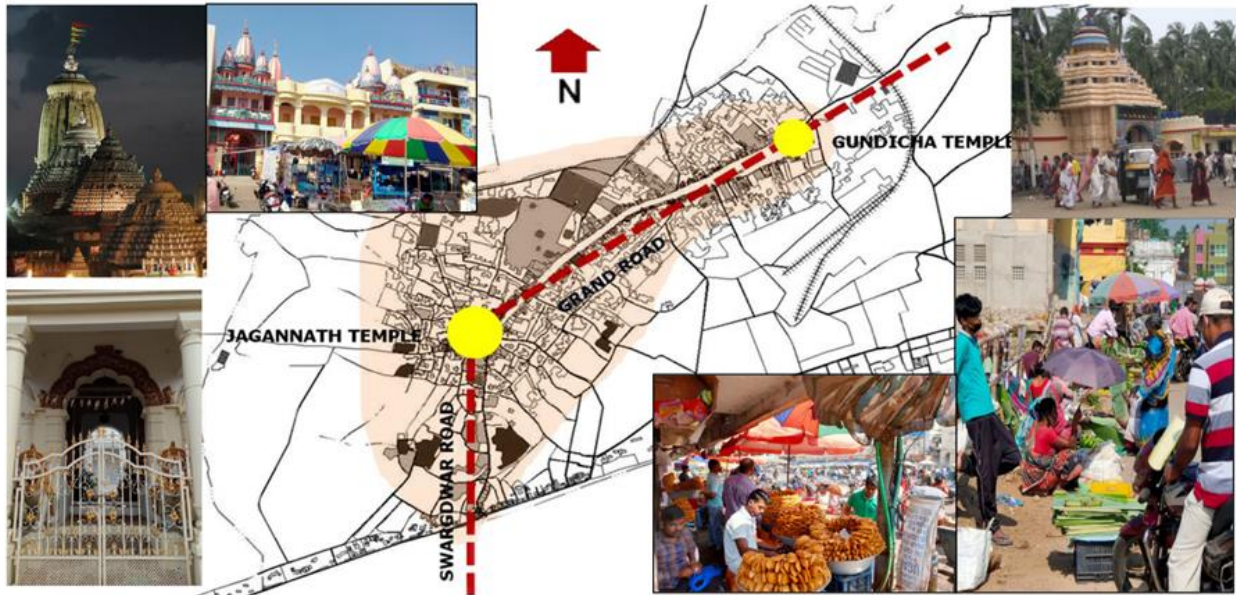 N
GUNDICHA TEMPLE
GRAND ROAD
JAGANNATH TEMPLE
SWARGDWAR ROAD